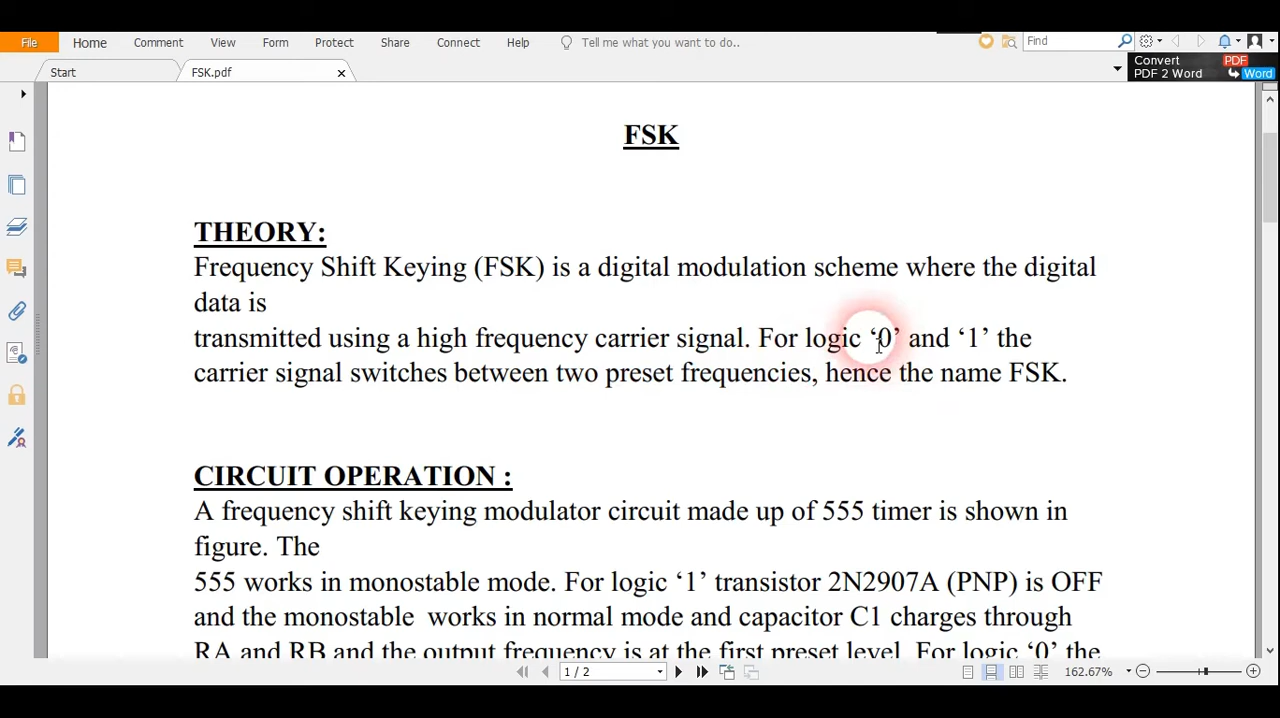 File Home Comment View Form Protect Share Connect Help Tell me what you want to do.. Find
Start FSK.pdf Convert PDF 2 Word PDF Word
FSK
THEORY:
Frequency Shift Keying (FSK) is a digital modulation scheme where the digital
data is
transmitted using a high frequency carrier signal. For logic ‘0’ and ‘1’ the
carrier signal switches between two preset frequencies, hence the name FSK.
CIRCUIT OPERATION :
A frequency shift keying modulator circuit made up of 555 timer is shown in
figure. The
555 works in monostable mode. For logic ‘1’ transistor 2N2907A (PNP) is OFF
and the monostable works in normal mode and capacitor C1 charges through
RA and RB and the output frequency is at the first preset level. For logic ‘0’ the
1 / 2 162.67%